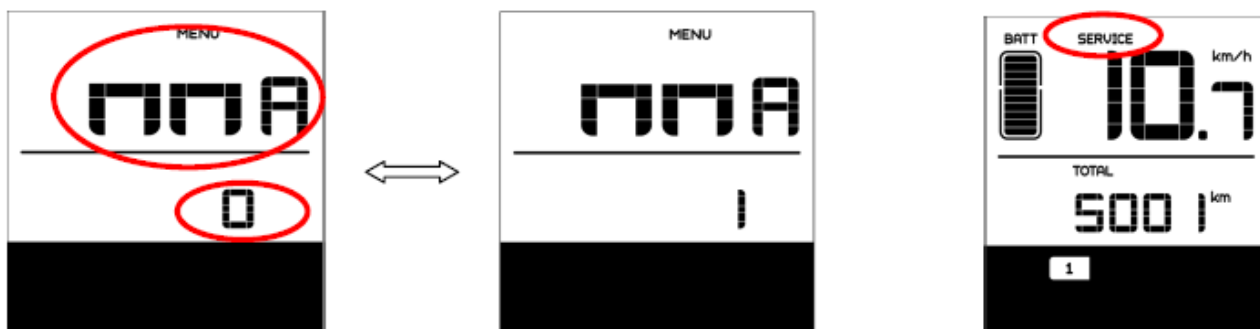 MENU
nnA
0
MENU
nnA
1
BATT SERVICE
10.7 km/h
TOTAL
5001 km
1